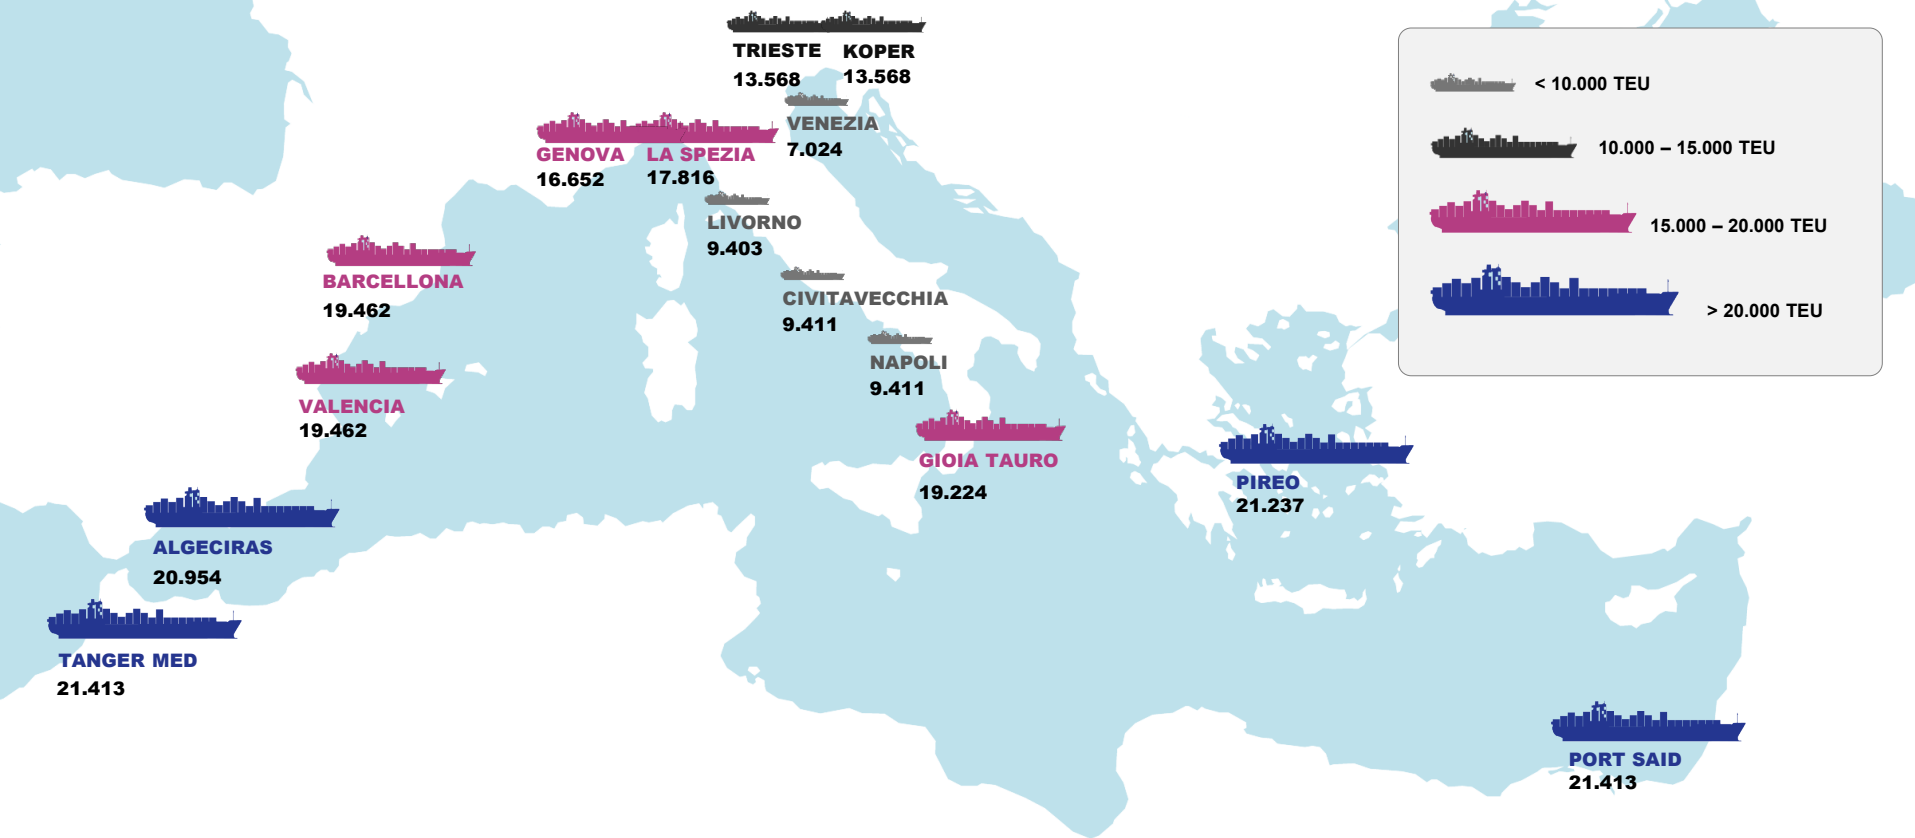 TRIESTE
13.568
KOPER
13.568
VENEZIA
7.024
GENOVA
16.652
LA SPEZIA
17.816
LIVORNO
9.403
BARCELLONA
19.462
CIVITAVECCHIA
9.411
NAPOLI
9.411
VALENCIA
19.462
GIOIA TAURO
19.224
PIREO
21.237
ALGECIRAS
20.954
TANGER MED
21.413
PORT SAID
21.413
< 10.000 TEU
10.000 – 15.000 TEU
15.000 – 20.000 TEU
> 20.000 TEU